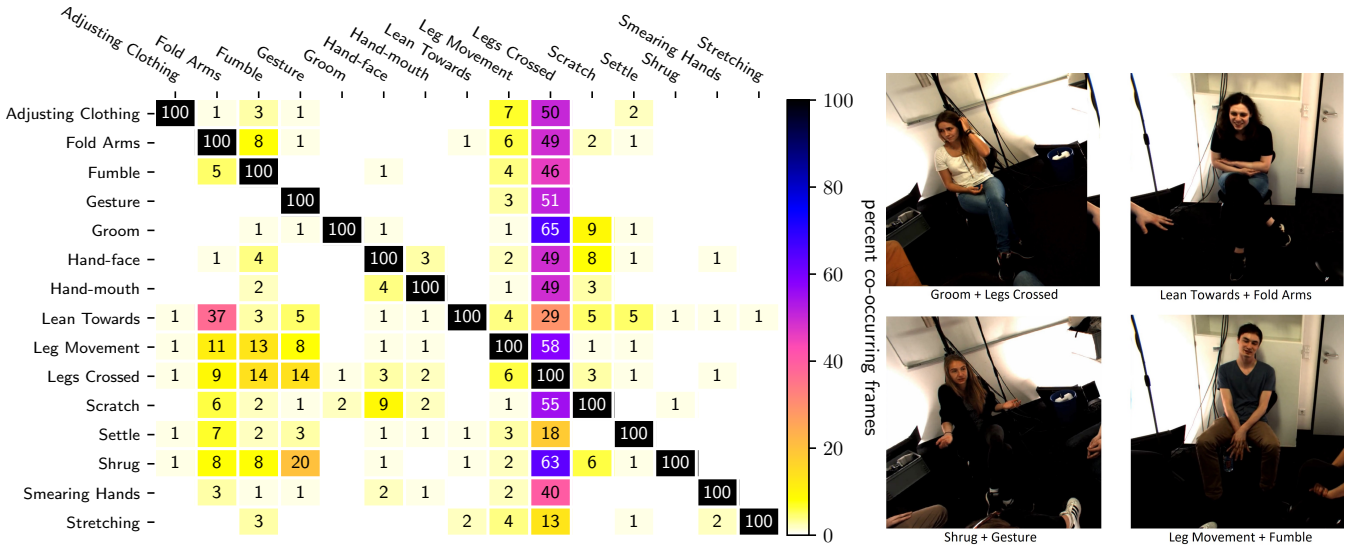 Adjusting Clothing
Fold Arms
Fumble
Gesture
Groom
Hand-face
Hand-mouth
Lean Towards
Leg Movement
Legs Crossed
Scratch
Settle
Shrug
Smearing Hands
Stretching
Adjusting Clothing 100 1 3 1 7 50 2
Fold Arms 100 8 1 1 6 49 2 1
Fumble 5 100 1 4 46
Gesture 100 3 51
Groom 1 1 100 1 1 65 9 1
Hand-face 1 4 100 3 2 49 8 1 1
Hand-mouth 2 4 100 1 49 3
Lean Towards 1 37 3 5 1 1 100 4 29 5 5 1 1 1
Leg Movement 1 11 13 8 1 1 100 58 1 1
Legs Crossed 1 9 14 14 1 3 2 6 100 3 1 1
Scratch 6 2 1 2 9 2 1 55 100 1
Settle 1 7 2 3 1 1 1 3 18 100
Shrug 1 8 8 20 1 1 2 63 6 1 100
Smearing Hands 3 1 1 2 1 2 40 100
Stretching 3 2 4 13 1 2 100
100
80
60
40
20
0
percent co-occurring frames
Groom + Legs Crossed
Lean Towards + Fold Arms
Shrug + Gesture
Leg Movement + Fumble